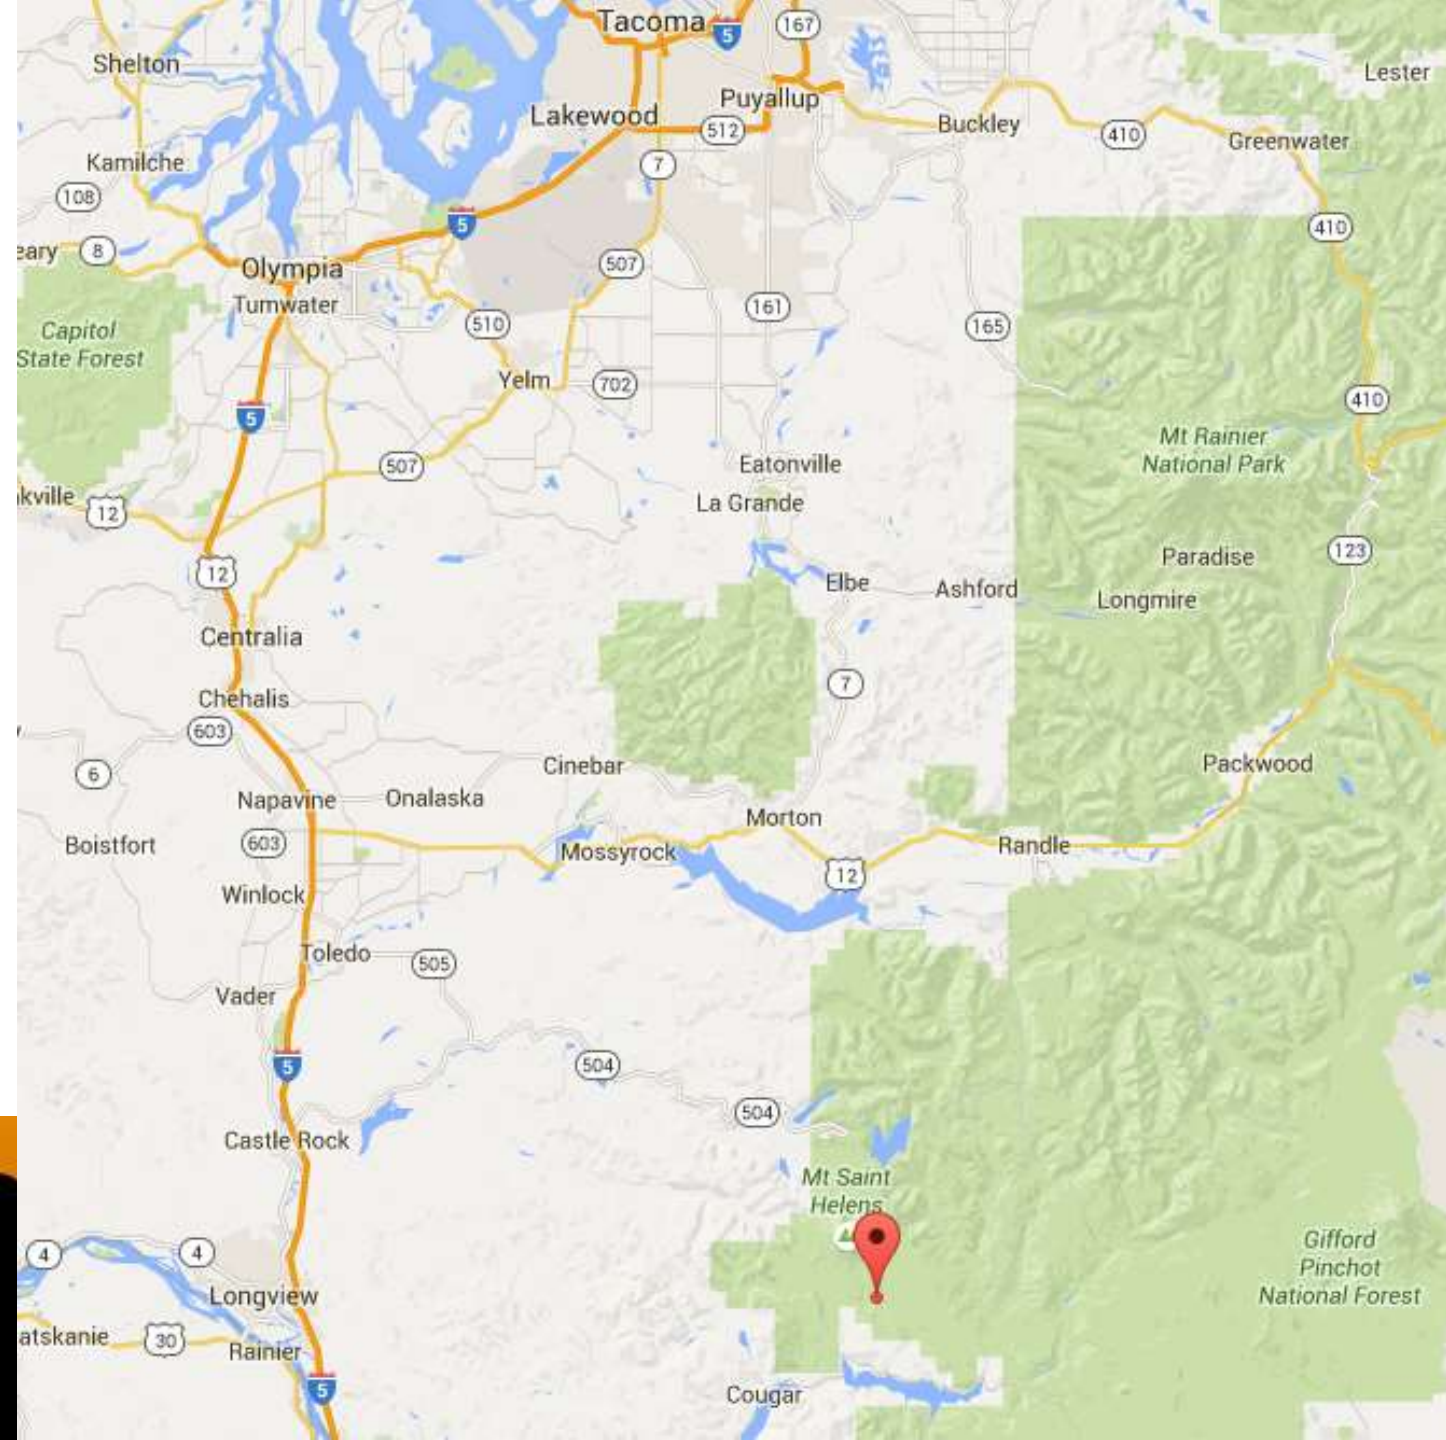 Tacoma
5
167
Shelton
Lester
Puyallup
Lakewood
512
Buckley
410
Greenwater
Kamilche
7
108
5
410
eary
8
507
Olympia
Tumwater
161
510
165
Capitol
State Forest
Yelm
702
410
5
Mt Rainier
National Park
507
Eatonville
kville
12
La Grande
123
Paradise
12
Elbe
Ashford
Longmire
Centralia
7
Chehalis
603
6
Cinebar
Packwood
Napavine
Onalaska
Morton
Boistfort
603
Mossyrock
Randle
12
Winlock
Toledo
505
Vader
5
504
504
Castle Rock
Mt Saint
Helens
4
4
Gifford
Pinchot
National Forest
Longview
atskanie
30
Rainier
5
Cougar